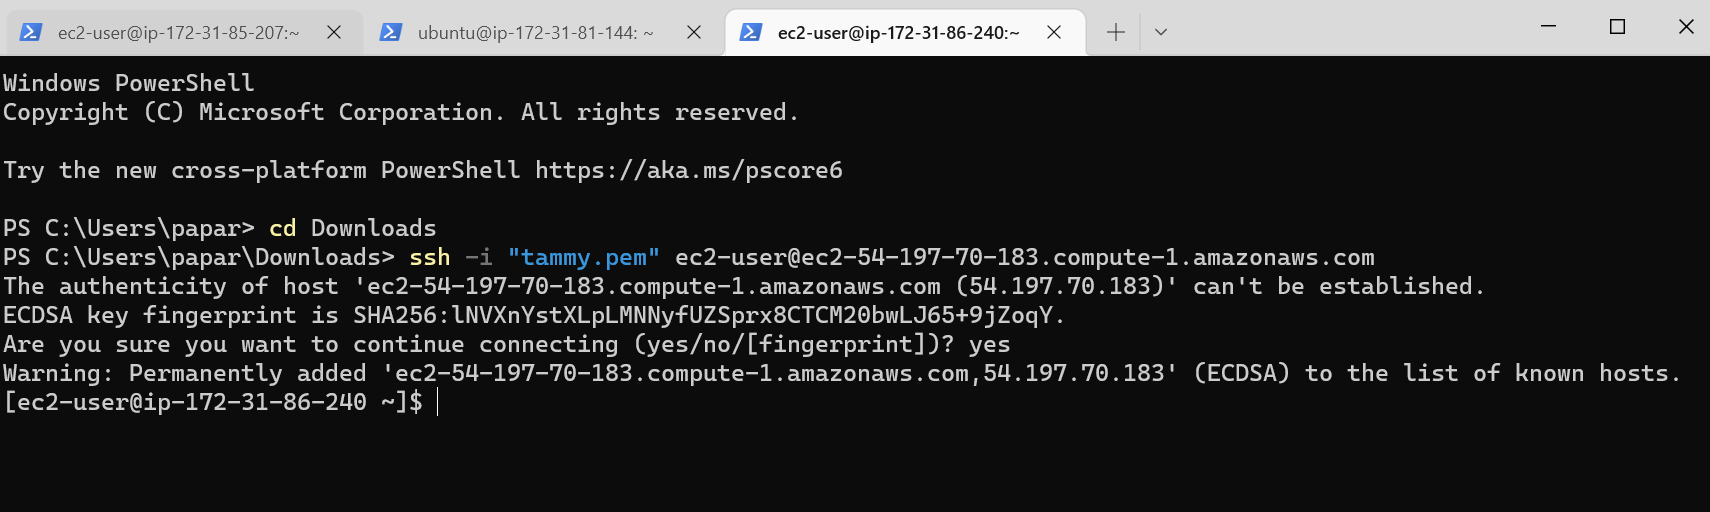 ec2-user@ip-172-31-85-207:~
ubuntu@ip-172-31-81-144: ~
ec2-user@ip-172-31-86-240:~
Windows PowerShell
Copyright (C) Microsoft Corporation. All rights reserved.
Try the new cross-platform PowerShell https://aka.ms/pscore6
PS C:\Users\papar> cd Downloads
PS C:\Users\papar\Downloads> ssh -i "tammy.pem" ec2-user@ec2-54-197-70-183.compute-1.amazonaws.com
The authenticity of host 'ec2-54-197-70-183.compute-1.amazonaws.com (54.197.70.183)' can't be established.
ECDSA key fingerprint is SHA256:lNVXnYstXLpLMNNyfUZSprx8CTCM20bwLJ65+9jZoqY.
Are you sure you want to continue connecting (yes/no/[fingerprint])? yes
Warning: Permanently added 'ec2-54-197-70-183.compute-1.amazonaws.com,54.197.70.183' (ECDSA) to the list of known hosts.
[ec2-user@ip-172-31-86-240 ~]$